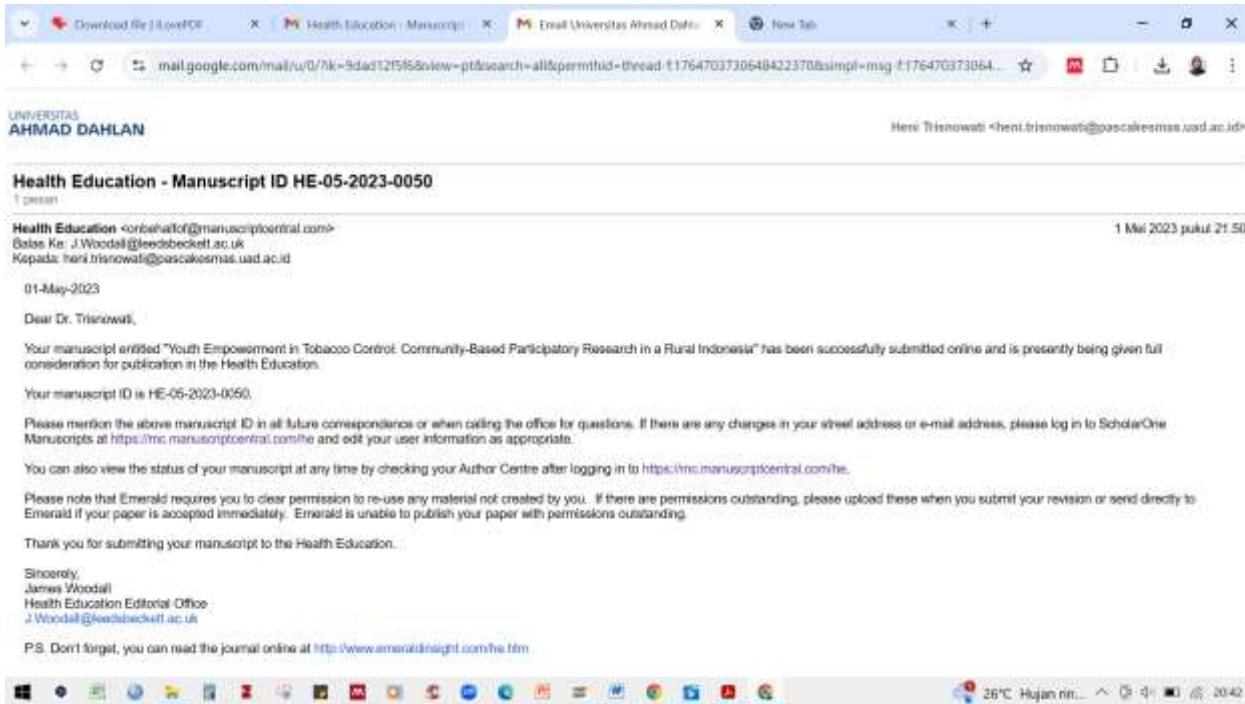 Download file | iLovePDF
Health Education - Manuscript
Email Universitas Ahmad Dahla
New Tab
mail.google.com/mail/u/0/?ik=9dad12f5f6&view=pt&search=all&permthid=thread-f:1764703730648422370&simpl=msg-f:176470373064...
UNIVERSITAS
AHMAD DAHLAN
Heni Trisnowati <heni.trisnowati@pascakesmas.uad.ac.id>
Health Education - Manuscript ID HE-05-2023-0050
1 pesan
Health Education <onbehalfof@manuscriptcentral.com> 1 Mei 2023 pukul 21.50
Balas Ke: J.Woodall@leedsbeckett.ac.uk
Kepada: heni.trisnowati@pascakesmas.uad.ac.id
01-May-2023
Dear Dr. Trisnowati,
Your manuscript entitled "Youth Empowerment in Tobacco Control: Community-Based Participatory Research in a Rural Indonesia" has been successfully submitted online and is presently being given full
consideration for publication in the Health Education.
Your manuscript ID is HE-05-2023-0050.
Please mention the above manuscript ID in all future correspondence or when calling the office for questions. If there are any changes in your street address or e-mail address, please log in to ScholarOne
Manuscripts at https://mc.manuscriptcentral.com/he and edit your user information as appropriate.
You can also view the status of your manuscript at any time by checking your Author Centre after logging in to https://mc.manuscriptcentral.com/he.
Please note that Emerald requires you to clear permission to re-use any material not created by you. If there are permissions outstanding, please upload these when you submit your revision or send directly to
Emerald if your paper is accepted immediately. Emerald is unable to publish your paper with permissions outstanding.
Thank you for submitting your manuscript to the Health Education.
Sincerely,
James Woodall
Health Education Editorial Office
J.Woodall@leedsbeckett.ac.uk
P.S. Don't forget, you can read the journal online at http://www.emeraldinsight.com/he.htm
26°C Hujan rin... 20:42